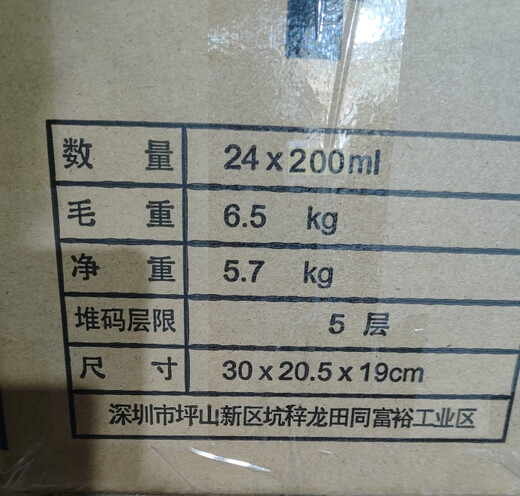 数 量 24 x 200ml
毛 重 6.5 kg
净 重 5.7 kg
堆码层限 5 层
尺 寸 30 x 20.5 x 19cm
深圳市坪山新区坑梓龙田同富裕工业区